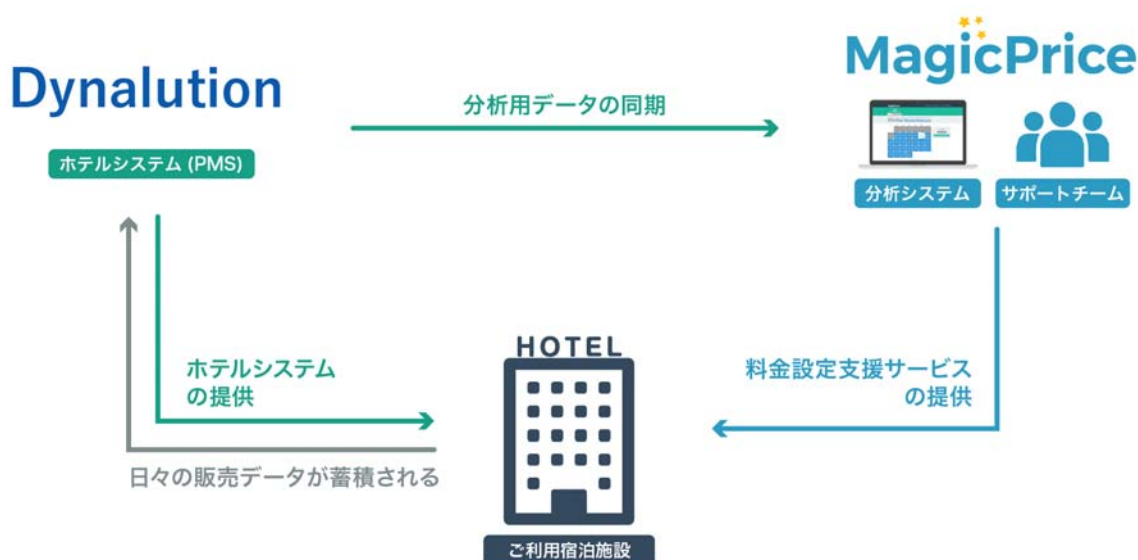 MagicPrice
Dynalution
分析用データの同期
ホテルシステム (PMS)
分析システム
サポートチーム
HOTEL
ホテルシステム
の提供
料金設定支援サービス
の提供
日々の販売データが蓄積される
ご利用宿泊施設